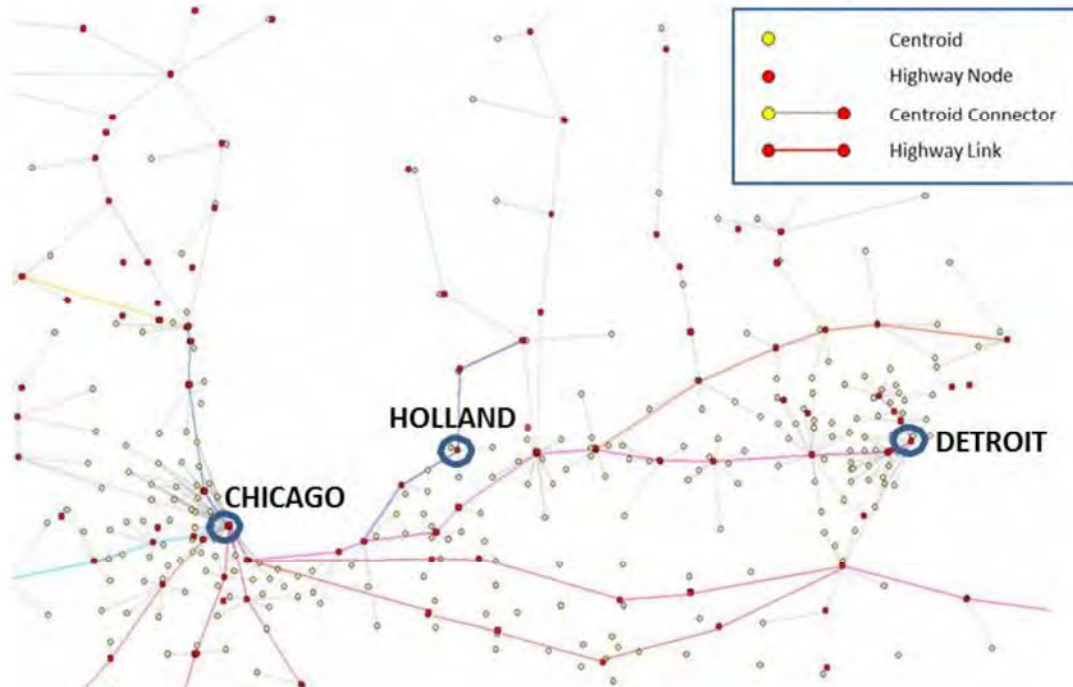 Centroid
Highway Node
Centroid Connector
Highway Link
HOLLAND
DETROIT
CHICAGO